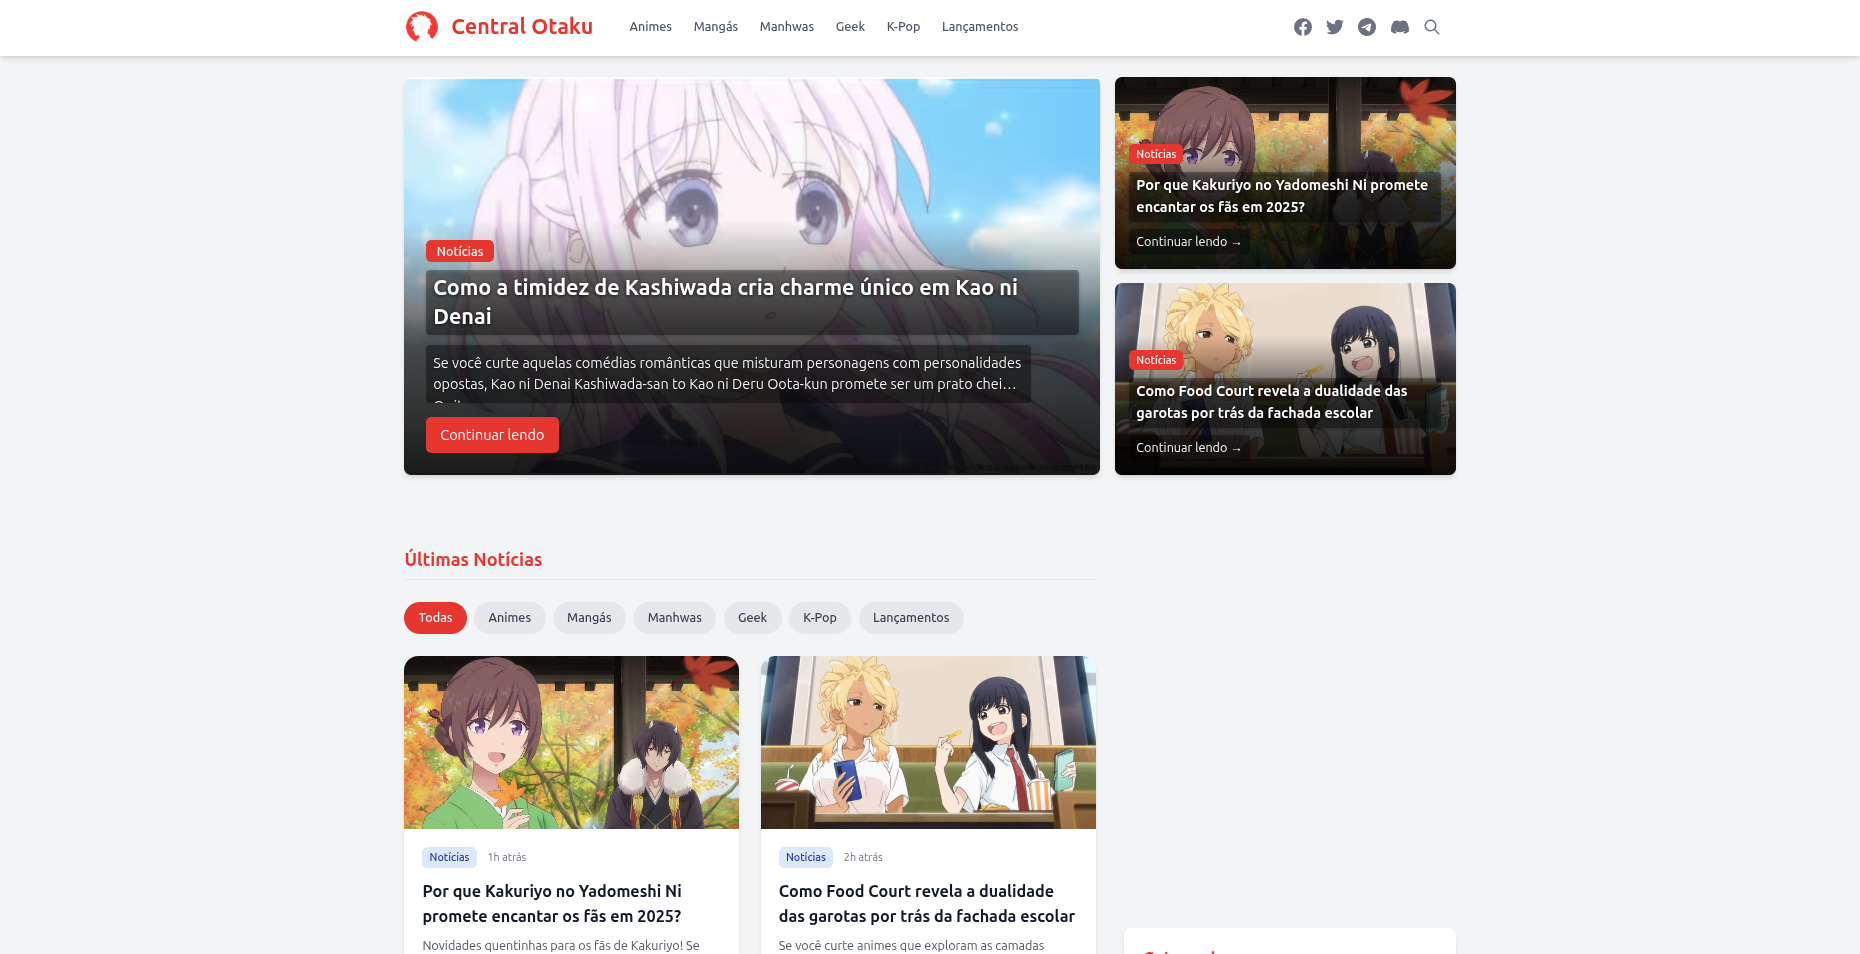 Central Otaku
Animes Mangás Manhwas Geek K-Pop Lançamentos
Notícias
Como a timidez de Kashiwada cria charme único em Kao ni
Denai
Se você curte aquelas comédias românticas que misturam personagens com personalidades
opostas, Kao ni Denai Kashiwada-san to Kao ni Deru Oota-kun promete ser um prato chei…
Continuar lendo
Notícias
Por que Kakuriyo no Yadomeshi Ni promete
encantar os fãs em 2025?
Continuar lendo →
Notícias
Como Food Court revela a dualidade das
garotas por trás da fachada escolar
Continuar lendo →
Últimas Notícias
Todas Animes Mangás Manhwas Geek K-Pop Lançamentos
Notícias 1h atrás
Por que Kakuriyo no Yadomeshi Ni
promete encantar os fãs em 2025?
Novidades quentinhas para os fãs de Kakuriyo! Se
Notícias 2h atrás
Como Food Court revela a dualidade
das garotas por trás da fachada escolar
Se você curte animes que exploram as camadas